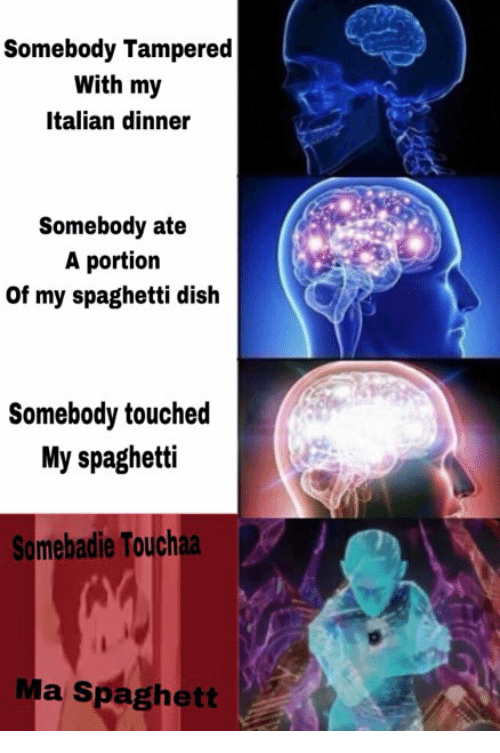 Somebody Tampered
With my
Italian dinner
Somebody ate
A portion
Of my spaghetti dish
Somebody touched
My spaghetti
Somebadie Touchaa
Ma Spaghett